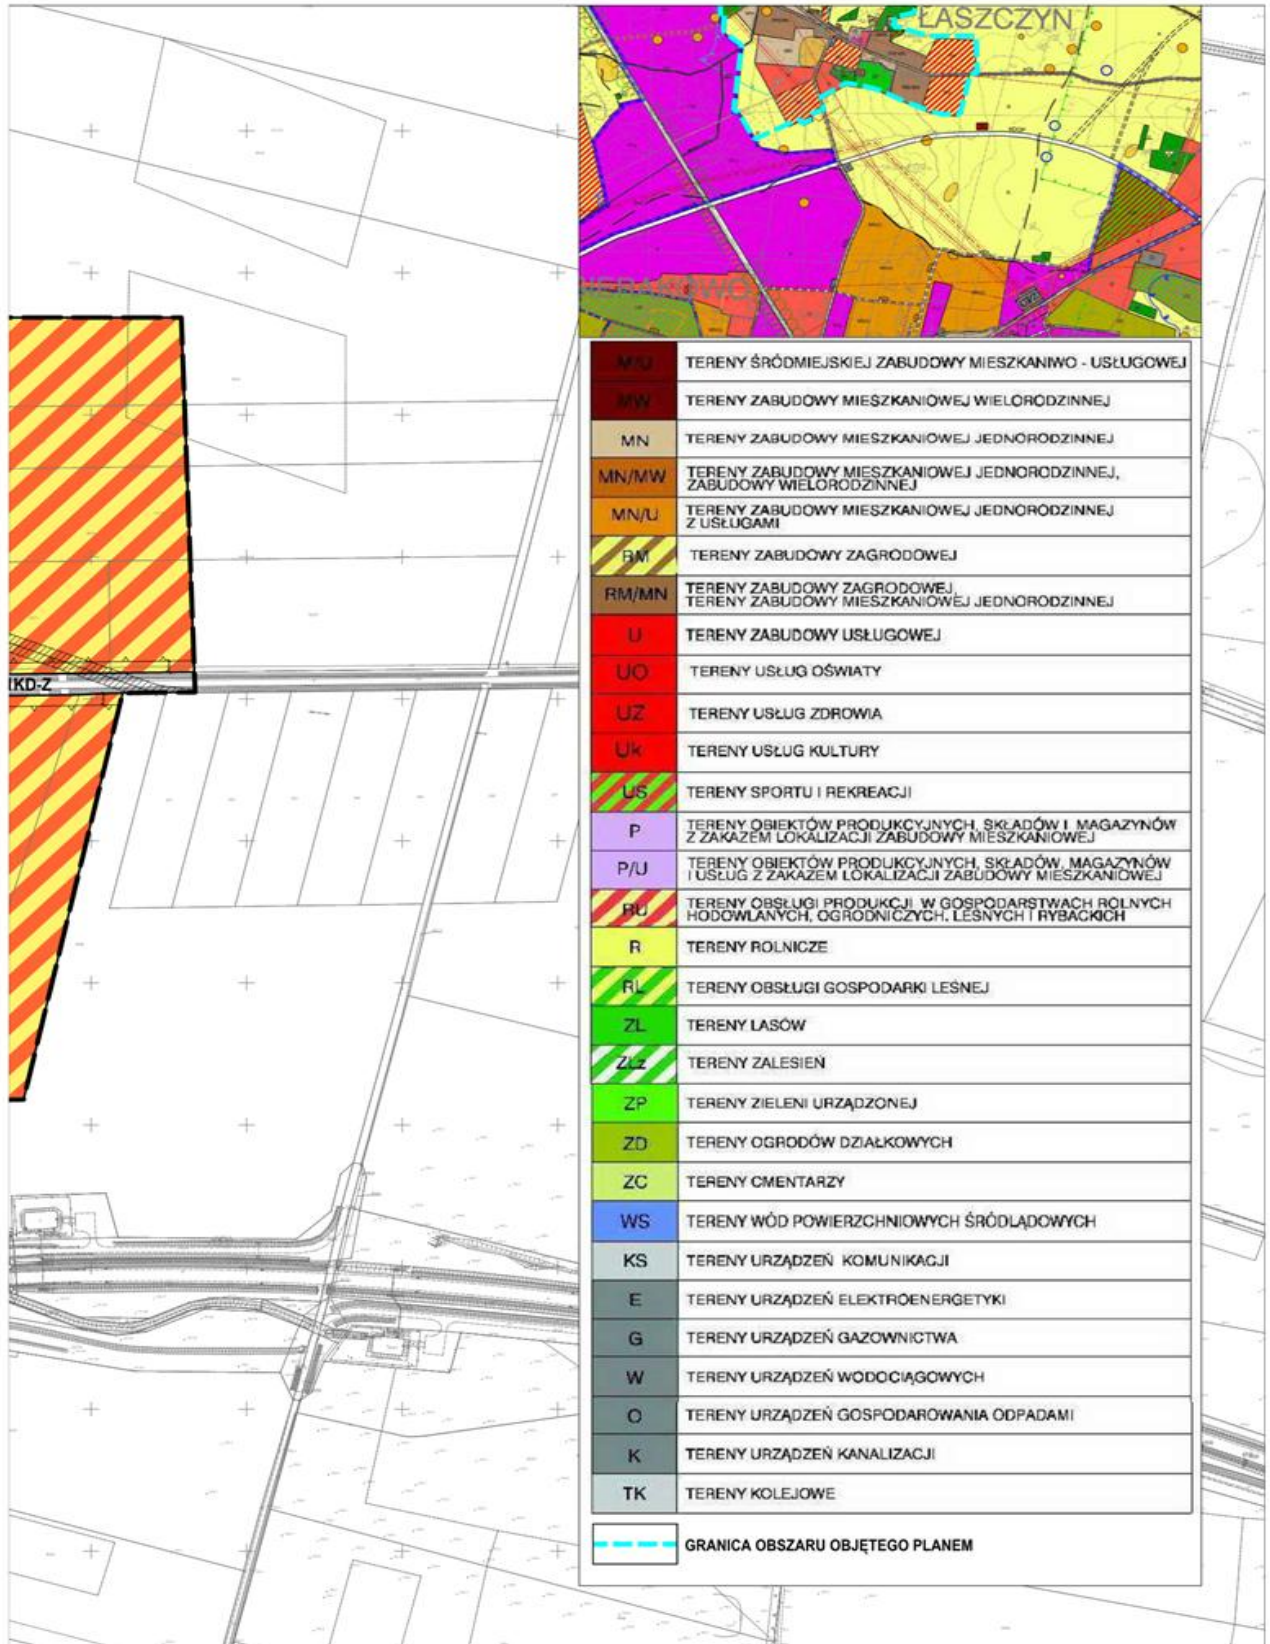 ŁASZCZYN
KD-Z
M/U TERENY ŚRÓDMIEJSKIEJ ZABUDOWY MIESZKANIWO - USŁUGOWEJ
MW TERENY ZABUDOWY MIESZKANIOWEJ WIELORODZINNEJ
MN TERENY ZABUDOWY MIESZKANIOWEJ JEDNORODZINNEJ
MN/MW TERENY ZABUDOWY MIESZKANIOWEJ JEDNORODZINNEJ,
ZABUDOWY WIELORODZINNEJ
MN/U TERENY ZABUDOWY MIESZKANIOWEJ JEDNORODZINNEJ
Z USŁUGAMI
RM TERENY ZABUDOWY ZAGRODOWEJ
RM/MN TERENY ZABUDOWY ZAGRODOWEJ,
TERENY ZABUDOWY MIESZKANIOWEJ JEDNORODZINNEJ
U TERENY ZABUDOWY USŁUGOWEJ
UO TERENY USŁUG OŚWIATY
UZ TERENY USŁUG ZDROWIA
Uk TERENY USŁUG KULTURY
US TERENY SPORTU I REKREACJI
P TERENY OBIEKTÓW PRODUKCYJNYCH, SKŁADÓW I MAGAZYNÓW
Z ZAKAZEM LOKALIZACJI ZABUDOWY MIESZKANIOWEJ
P/U TERENY OBIEKTÓW PRODUKCYJNYCH, SKŁADÓW, MAGAZYNÓW
I USŁUG Z ZAKAZEM LOKALIZACJI ZABUDOWY MIESZKANIOWEJ
RU TERENY OBSŁUGI PRODUKCJI W GOSPODARSTWACH ROLNYCH
HODOWLANYCH, OGRODNICZYCH. LEŚNYCH I RYBACKICH
R TERENY ROLNICZE
RL TERENY OBSŁUGI GOSPODARKI LEŚNEJ
ZL TERENY LASÓW
ZLz TERENY ZALESIEŃ
ZP TERENY ZIELENI URZĄDZONEJ
ZD TERENY OGRODÓW DZIAŁKOWYCH
ZC TERENY CMENTARZY
WS TERENY WÓD POWIERZCHNIOWYCH ŚRÓDLĄDOWYCH
KS TERENY URZĄDZEŃ KOMUNIKACJI
E TERENY URZĄDZEŃ ELEKTROENERGETYKI
G TERENY URZĄDZEŃ GAZOWNICTWA
W TERENY URZĄDZEŃ WODOCIĄGOWYCH
O TERENY URZĄDZEŃ GOSPODAROWANIA ODPADAMI
K TERENY URZĄDZEŃ KANALIZACJI
TK TERENY KOLEJOWE
GRANICA OBSZARU OBJĘTEGO PLANEM